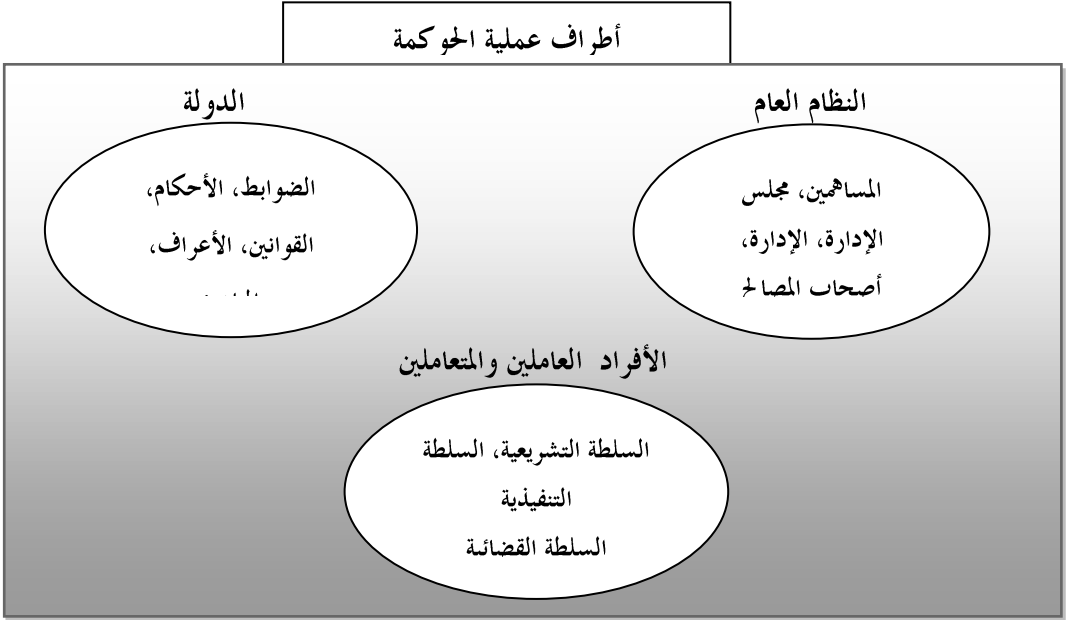 أطراف عملية الحوكمة
النظام العام
المساهمين، مجلس
الإدارة، الإدارة،
أصحاب المصالح
الدولة
الضوابط، الأحكام،
القوانين، الأعراف،
الأفراد العاملين والمتعاملين
السلطة التشريعية، السلطة
التنفيذية
السلطة القضائية